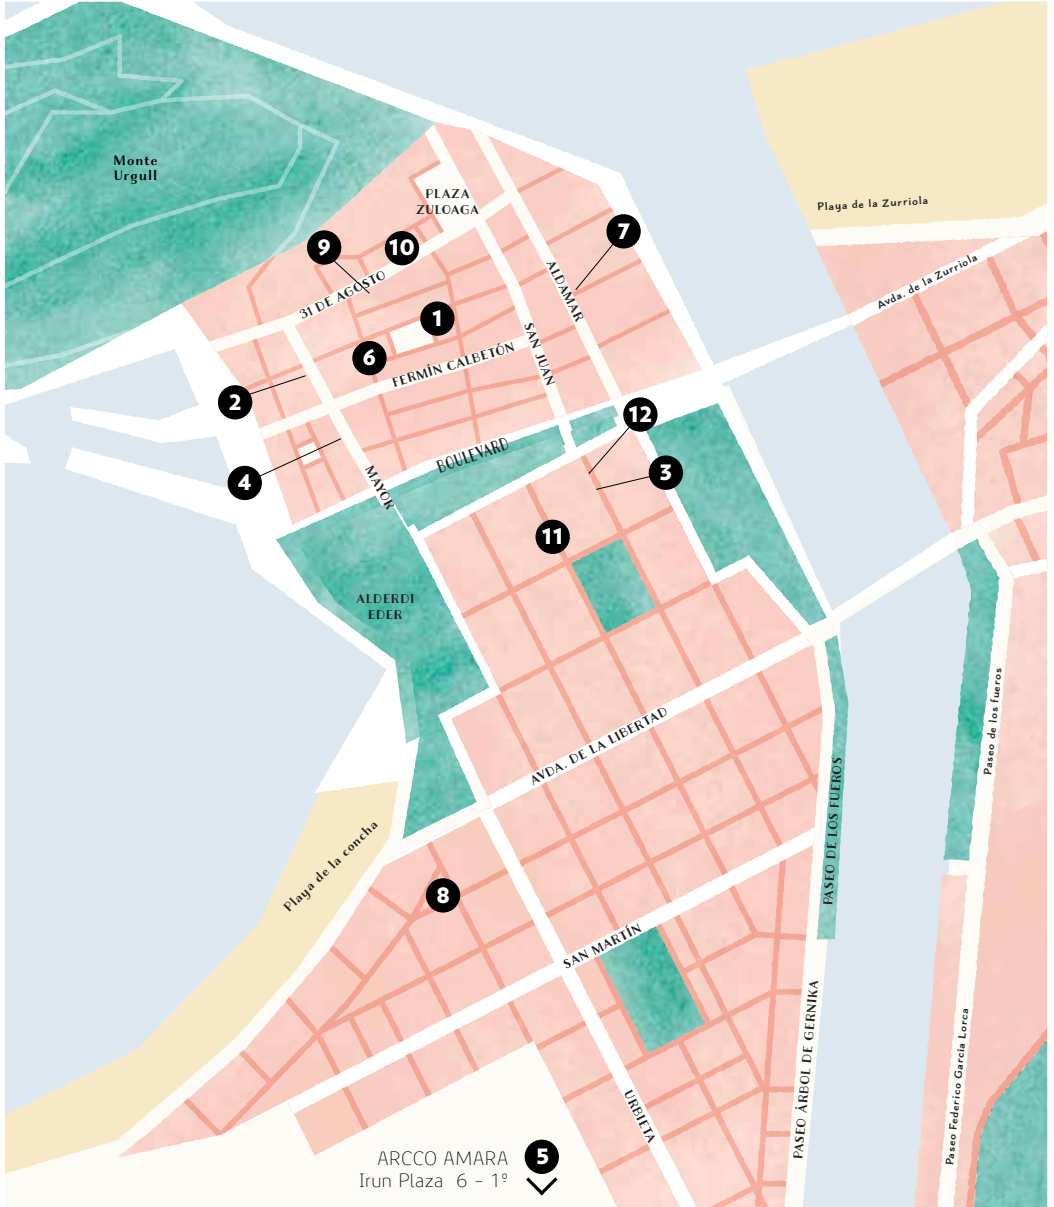 Monte
Urgull
PLAZA
ZULOAGA
Playa de la Zurriola
9
10
7
31 DE AGOSTO
ALDAMAR
Avda. de la Zurriola
1
6
SAN JUAN
FERMÍN CALBETÓN
2
12
BOULEVARD
4
MAYOR
3
11
ALDERDI
EDER
Paseo de los fueros
AVDA. DE LA LIBERTAD
PASEO DE LOS FUEROS
Playa de la concha
8
SAN MARTÍN
PASEO ÁRBOL DE GERNIKA
Paseo Federico García Lorca
URBIETA
ARCCO AMARA 5
Irun Plaza 6 - 1º